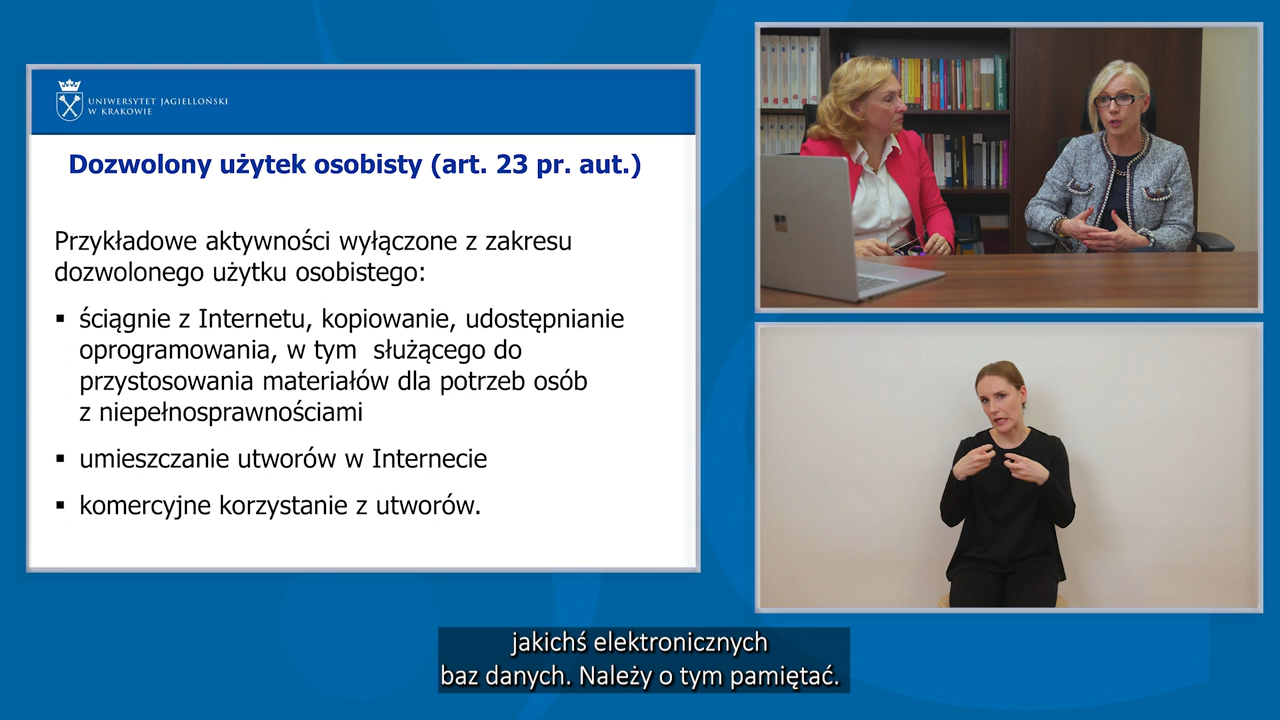 UNIWERSYTET JAGIELLOŃSKI
W KRAKOWIE
Dozwolony użytek osobisty (art. 23 pr. aut.)
Przykładowe aktywności wyłączone z zakresu
dozwolonego użytku osobistego:
▪ ściągnie z Internetu, kopiowanie, udostępnianie
oprogramowania, w tym służącego do
przystosowania materiałów dla potrzeb osób
z niepełnosprawnościami
▪ umieszczanie utworów w Internecie
▪ komercyjne korzystanie z utworów.
jakichś elektronicznych
baz danych. Należy o tym pamiętać.